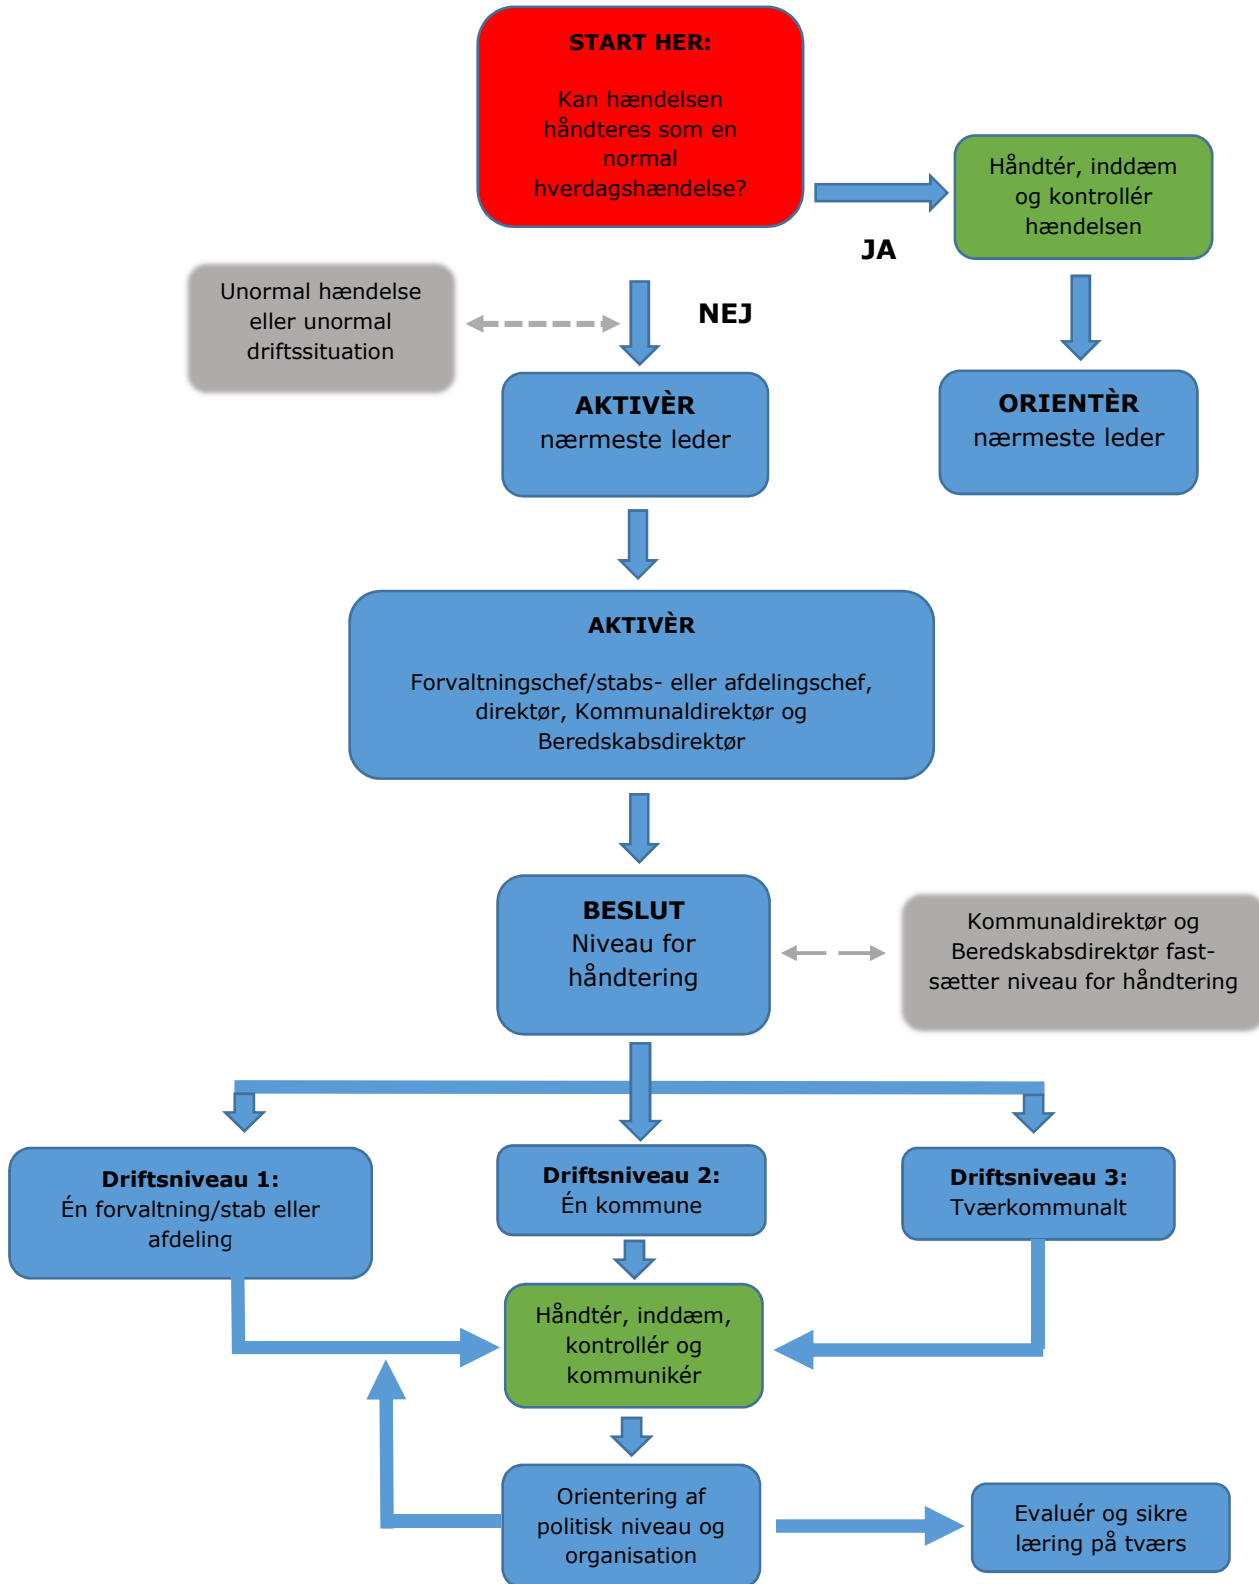 START HER:
Kan hændelsen
håndteres som en
normal
hverdagshændelse?
Håndtér, inddæm
og kontrollér
hændelsen
JA
Unormal hændelse
eller unormal
driftssituation
NEJ
AKTIVÈR
nærmeste leder
ORIENTÈR
nærmeste leder
AKTIVÈR
Forvaltningschef/stabs- eller afdelingschef,
direktør, Kommunaldirektør og
Beredskabsdirektør
BESLUT
Niveau for
håndtering
Kommunaldirektør og
Beredskabsdirektør fast-
sætter niveau for håndtering
Driftsniveau 1:
Én forvaltning/stab eller
afdeling
Driftsniveau 2:
Én kommune
Driftsniveau 3:
Tværkommunalt
Håndtér, inddæm,
kontrollér og
kommunikér
Orientering af
politisk niveau og
organisation
Evaluér og sikre
læring på tværs